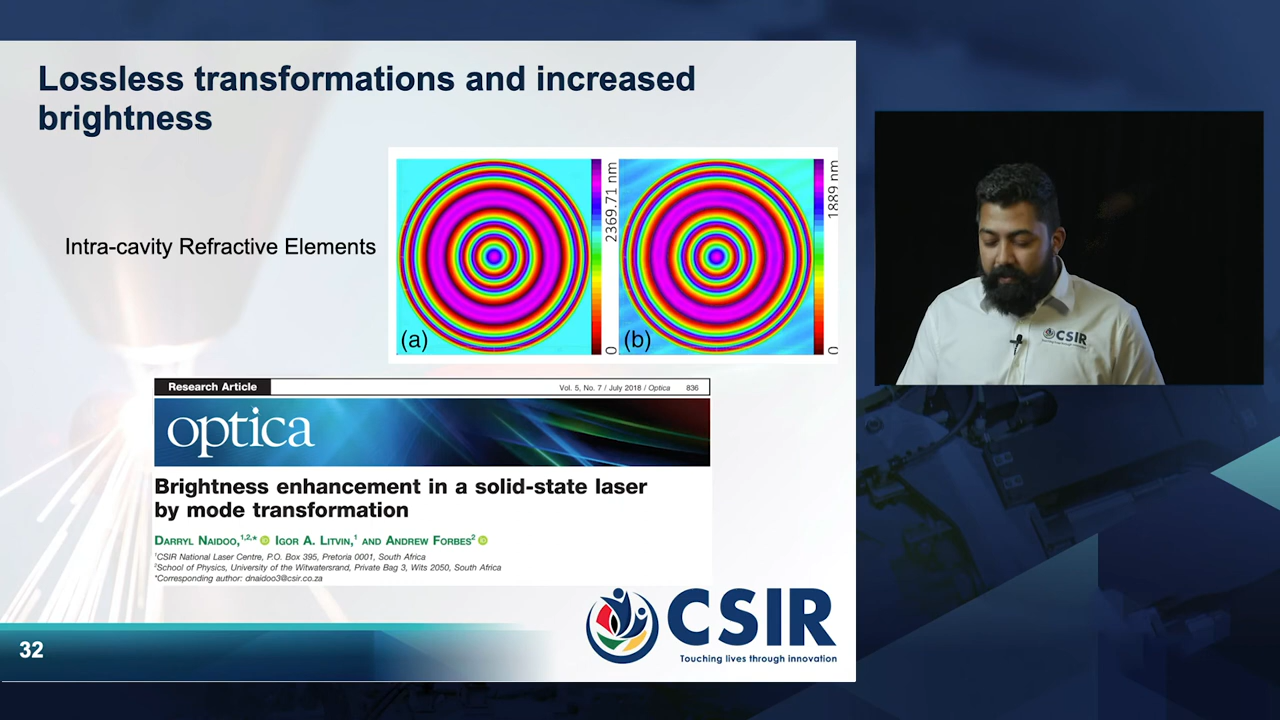 Lossless transformations and increased
brightness
Intra-cavity Refractive Elements
(a)
2369.71 nm
0
(b)
1889 nm
0
Research Article
Vol. 5, No. 7 / July 2018 / Optica 836
optica
Brightness enhancement in a solid-state laser
by mode transformation
DARRYL NAIDOO,1,2,* IGOR A. LITVIN,1 AND ANDREW FORBES2
1CSIR National Laser Centre, P.O. Box 395, Pretoria 0001, South Africa
2School of Physics, University of the Witwatersrand, Private Bag 3, Wits 2050, South Africa
*Corresponding author: dnaidoo3@csir.co.za
CSIR
Touching lives through innovation
32
CSIR